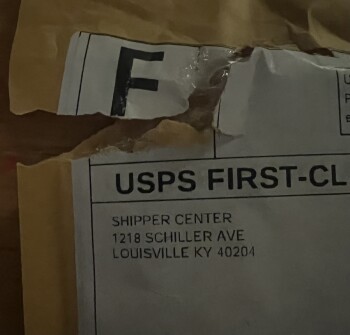 F
USPS FIRST-CL
SHIPPER CENTER
1218 SCHILLER AVE
LOUISVILLE KY 40204